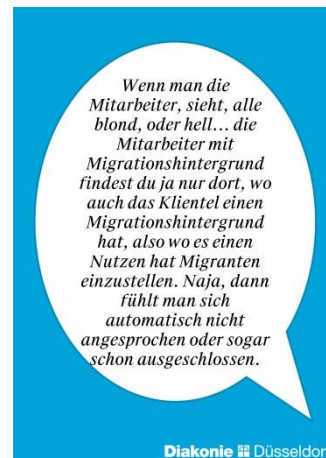 Wenn man die
Mitarbeiter, sieht, alle
blond, oder hell... die
Mitarbeiter mit
Migrationshintergrund
findest du ja nur dort, wo
auch das Klientel einen
Migrationshintergrund
hat, also wo es einen
Nutzen hat Migranten
einzustellen. Naja, dann
fühlt man sich
automatisch nicht
angesprochen oder sogar
schon ausgeschlossen.
Diakonie Düsseldor